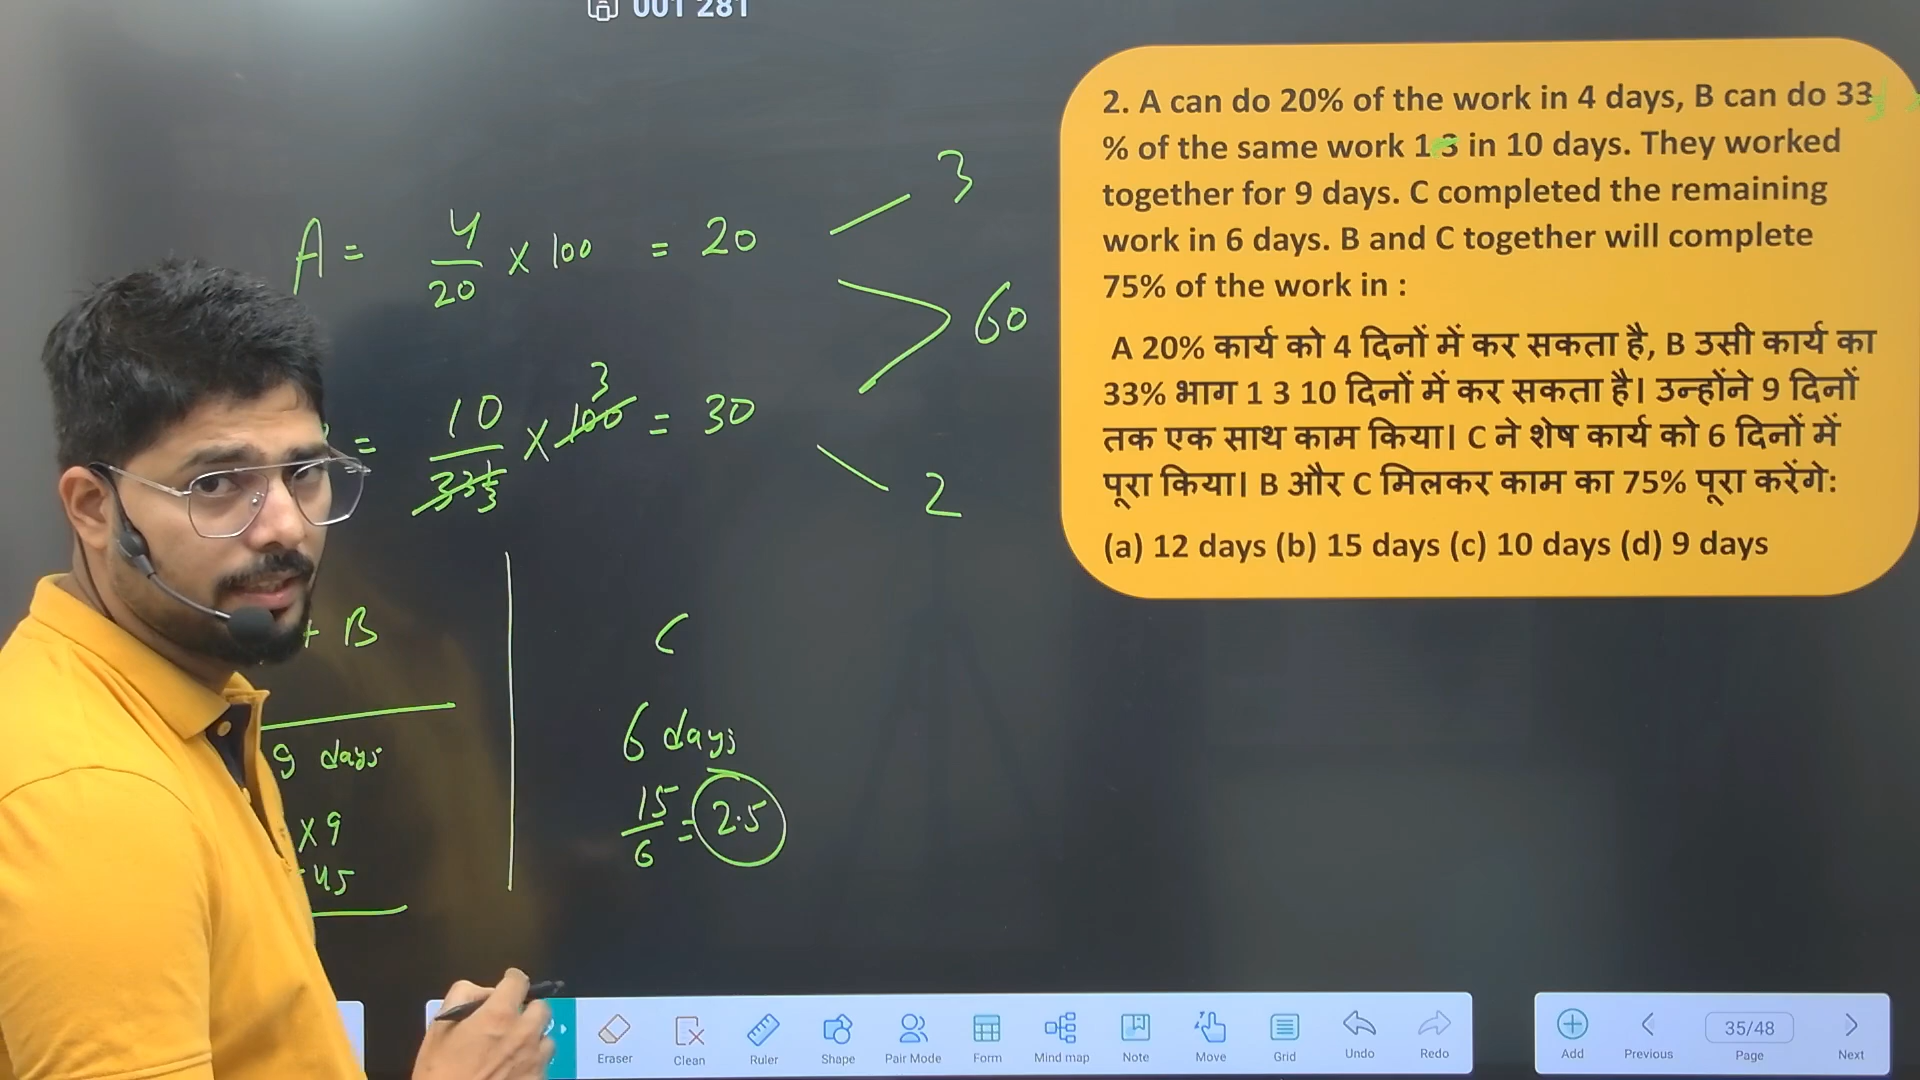 001 281
2. A can do 20% of the work in 4 days, B can do 33
% of the same work 1 3 in 10 days. They worked
together for 9 days. C completed the remaining
work in 6 days. B and C together will complete
75% of the work in :
A 20% कार्य को 4 दिनों में कर सकता है, B उसी कार्य का
33% भाग 1 3 10 दिनों में कर सकता है। उन्होंने 9 दिनों
तक एक साथ काम किया। C ने शेष कार्य को 6 दिनों में
पूरा किया। B और C मिलकर काम का 75% पूरा करेंगे:
(a) 12 days (b) 15 days (c) 10 days (d) 9 days
A = 4/20 × 100 = 20
3
60
= 10/33 1/3 × 100 3 = 30
2
+ B
9 days
× 9
45
C
6 days
15/6 = 2.5
Eraser
Clean
Ruler
Shape
Pair Mode
Form
Mind map
Note
Move
Grid
Undo
Redo
Add
Previous
35/48
Page
Next